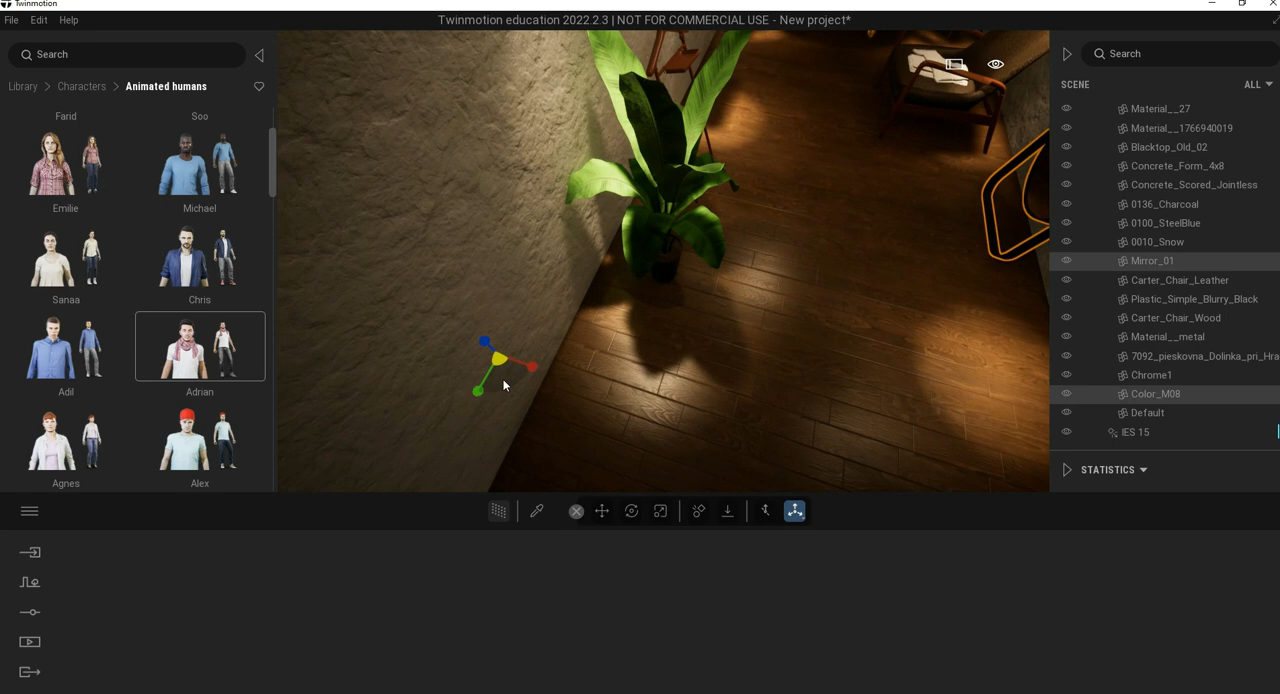 Twinmotion
File Edit Help
Twinmotion education 2022.2.3 | NOT FOR COMMERCIAL USE - New project*
Search
Library > Characters > Animated humans
Farid
Soo
Emilie
Michael
Sanaa
Chris
Adil
Adrian
Agnes
Alex
Search
SCENE
ALL
Material__27
Material__1766940019
Blacktop_Old_02
Concrete_Form_4x8
Concrete_Scored_Jointless
0136_Charcoal
0100_SteelBlue
0010_Snow
Mirror_01
Carter_Chair_Leather
Plastic_Simple_Blurry_Black
Carter_Chair_Wood
Material__metal
7092_pieskovna_Dolinka_pri_Hra
Chrome1
Color_M08
Default
IES 15
STATISTICS